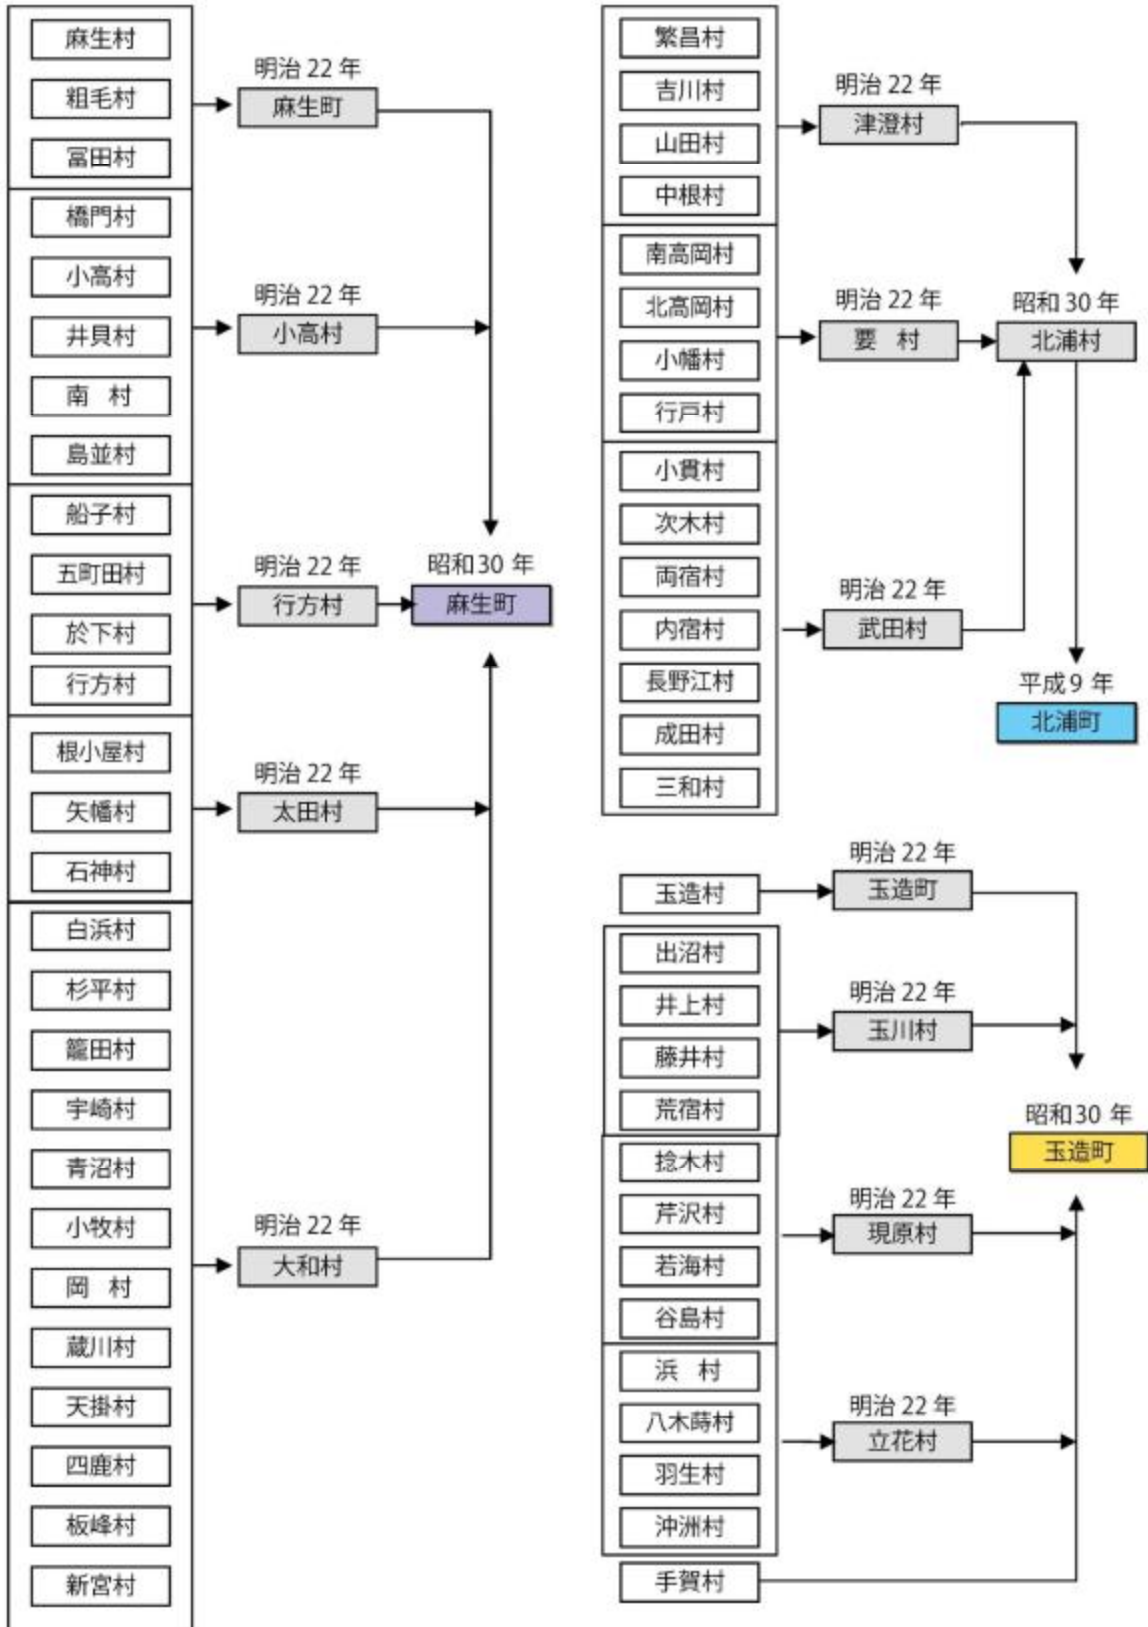 麻生村
粗毛村
冨田村
明治 22 年
麻生町
橋門村
小高村
井貝村
南 村
島並村
明治 22 年
小高村
船子村
五町田村
於下村
行方村
明治 22 年
行方村
昭和 30 年
麻生町
根小屋村
矢幡村
石神村
明治 22 年
太田村
白浜村
杉平村
籠田村
宇崎村
青沼村
小牧村
岡 村
蔵川村
天掛村
四鹿村
板峰村
新宮村
明治 22 年
大和村
繁昌村
吉川村
山田村
中根村
明治 22 年
津澄村
南高岡村
北高岡村
小幡村
行戸村
明治 22 年
要 村
昭和 30 年
北浦村
小貫村
次木村
両宿村
内宿村
長野江村
成田村
三和村
明治 22 年
武田村
平成 9 年
北浦町
玉造村
明治 22 年
玉造町
出沼村
井上村
藤井村
荒宿村
明治 22 年
玉川村
昭和 30 年
玉造町
捻木村
芹沢村
若海村
谷島村
明治 22 年
現原村
浜 村
八木蒔村
羽生村
沖洲村
明治 22 年
立花村
手賀村